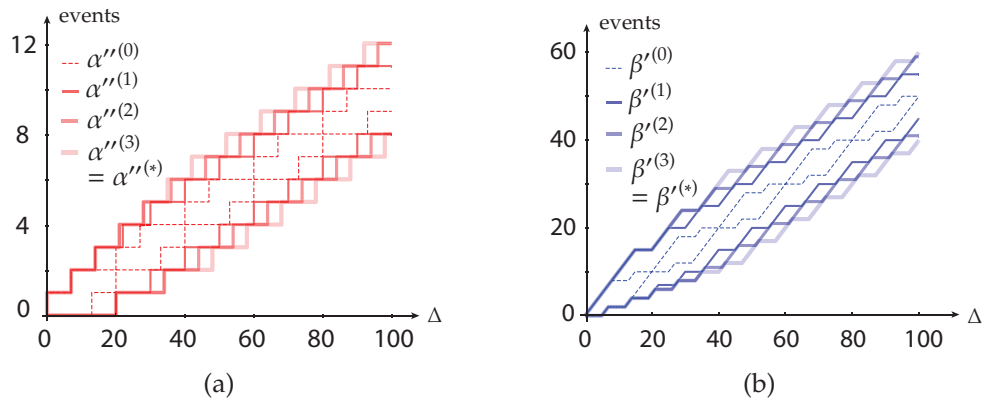 events
12
8
4
0
α''(0)
α''(1)
α''(2)
α''(3)
= α''(*)
0 20 40 60 80 100
Δ
(a)
events
60
40
20
0
β'(0)
β'(1)
β'(2)
β'(3)
= β'(*)
0 20 40 60 80 100
Δ
(b)